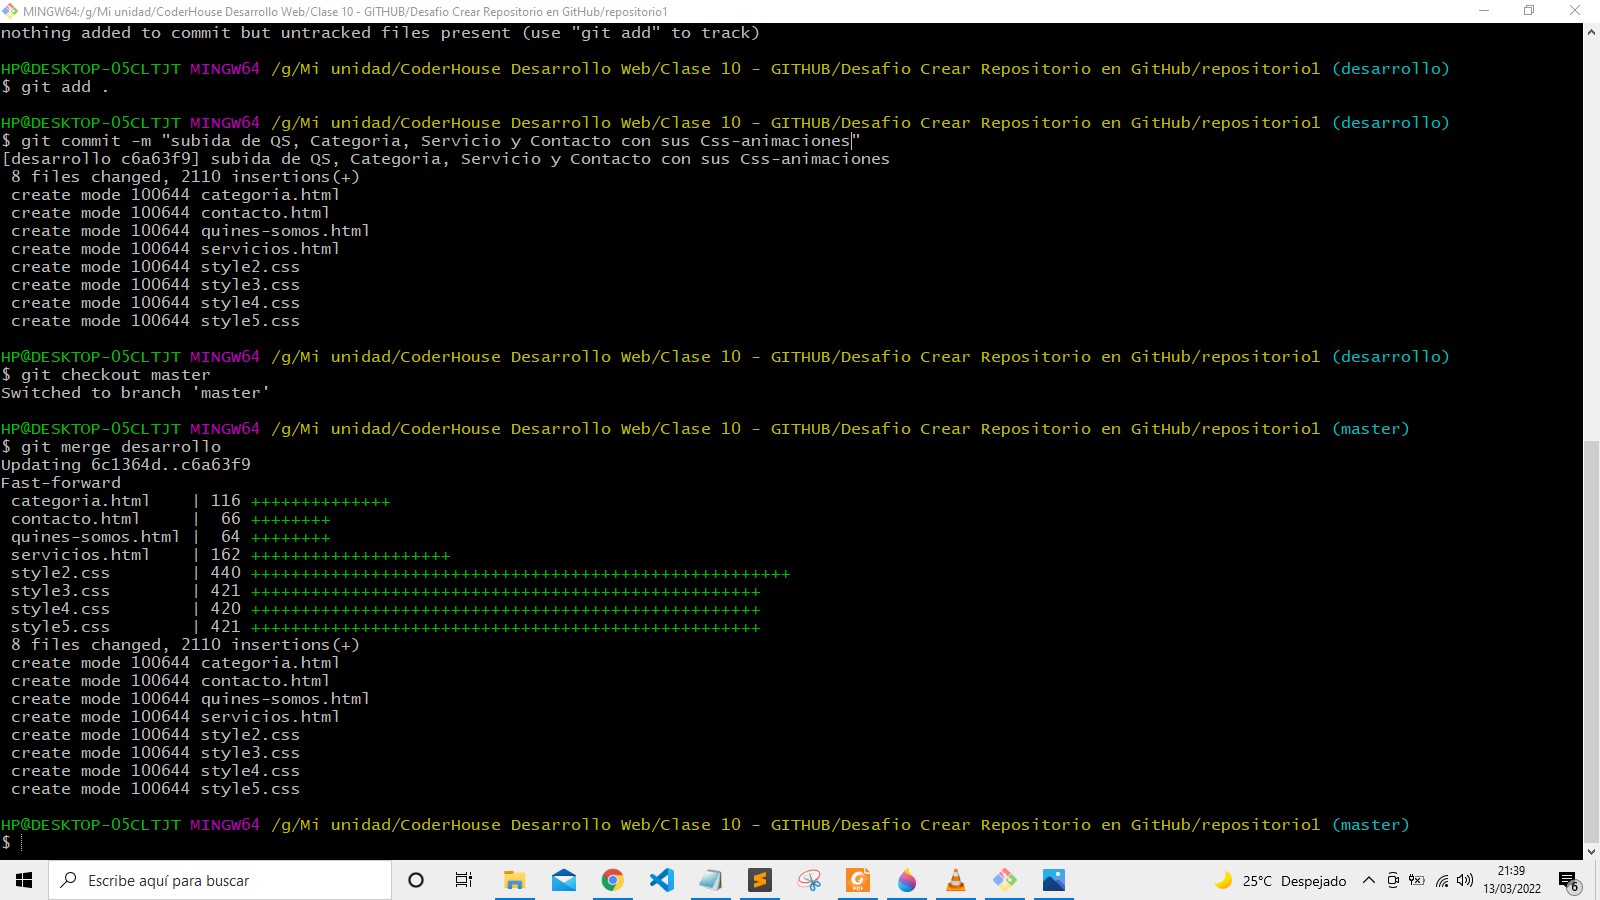 MINGW64:/g/Mi unidad/CoderHouse Desarrollo Web/Clase 10 - GITHUB/Desafio Crear Repositorio en GitHub/repositorio1
nothing added to commit but untracked files present (use "git add" to track)
HP@DESKTOP-05CLTJT MINGW64 /g/Mi unidad/CoderHouse Desarrollo Web/Clase 10 - GITHUB/Desafio Crear Repositorio en GitHub/repositorio1 (desarrollo)
$ git add .
HP@DESKTOP-05CLTJT MINGW64 /g/Mi unidad/CoderHouse Desarrollo Web/Clase 10 - GITHUB/Desafio Crear Repositorio en GitHub/repositorio1 (desarrollo)
$ git commit -m "subida de QS, Categoria, Servicio y Contacto con sus Css-animaciones"
[desarrollo c6a63f9] subida de QS, Categoria, Servicio y Contacto con sus Css-animaciones
8 files changed, 2110 insertions(+)
create mode 100644 categoria.html
create mode 100644 contacto.html
create mode 100644 quines-somos.html
create mode 100644 servicios.html
create mode 100644 style2.css
create mode 100644 style3.css
create mode 100644 style4.css
create mode 100644 style5.css
HP@DESKTOP-05CLTJT MINGW64 /g/Mi unidad/CoderHouse Desarrollo Web/Clase 10 - GITHUB/Desafio Crear Repositorio en GitHub/repositorio1 (desarrollo)
$ git checkout master
Switched to branch 'master'
HP@DESKTOP-05CLTJT MINGW64 /g/Mi unidad/CoderHouse Desarrollo Web/Clase 10 - GITHUB/Desafio Crear Repositorio en GitHub/repositorio1 (master)
$ git merge desarrollo
Updating 6c1364d..c6a63f9
Fast-forward
categoria.html | 116 ++++++++++++++
contacto.html | 66 ++++++++
quines-somos.html | 64 ++++++++
servicios.html | 162 ++++++++++++++++++++
style2.css | 440 ++++++++++++++++++++++++++++++++++++++++++++++++++++++
style3.css | 421 +++++++++++++++++++++++++++++++++++++++++++++++++++
style4.css | 420 +++++++++++++++++++++++++++++++++++++++++++++++++++
style5.css | 421 +++++++++++++++++++++++++++++++++++++++++++++++++++
8 files changed, 2110 insertions(+)
create mode 100644 categoria.html
create mode 100644 contacto.html
create mode 100644 quines-somos.html
create mode 100644 servicios.html
create mode 100644 style2.css
create mode 100644 style3.css
create mode 100644 style4.css
create mode 100644 style5.css
HP@DESKTOP-05CLTJT MINGW64 /g/Mi unidad/CoderHouse Desarrollo Web/Clase 10 - GITHUB/Desafio Crear Repositorio en GitHub/repositorio1 (master)
$
Escribe aquí para buscar
25°C Despejado
21:39
13/03/2022
6